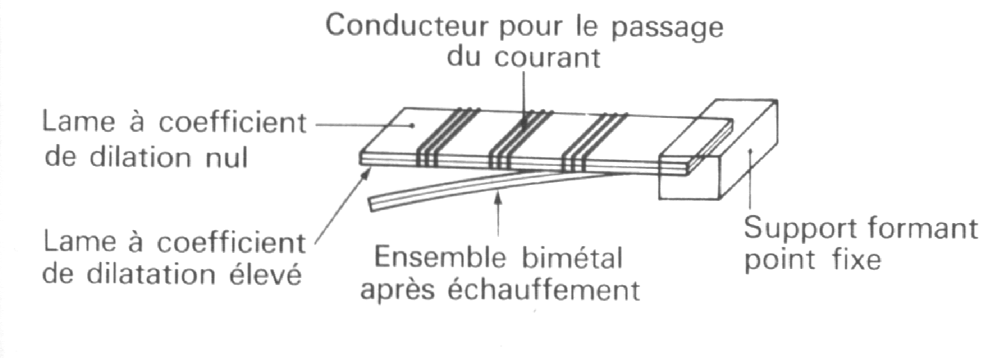 Conducteur pour le passage
du courant
Lame à coefficient
de dilation nul
Lame à coefficient
de dilatation élevé
Ensemble bimétal
après échauffement
Support formant
point fixe